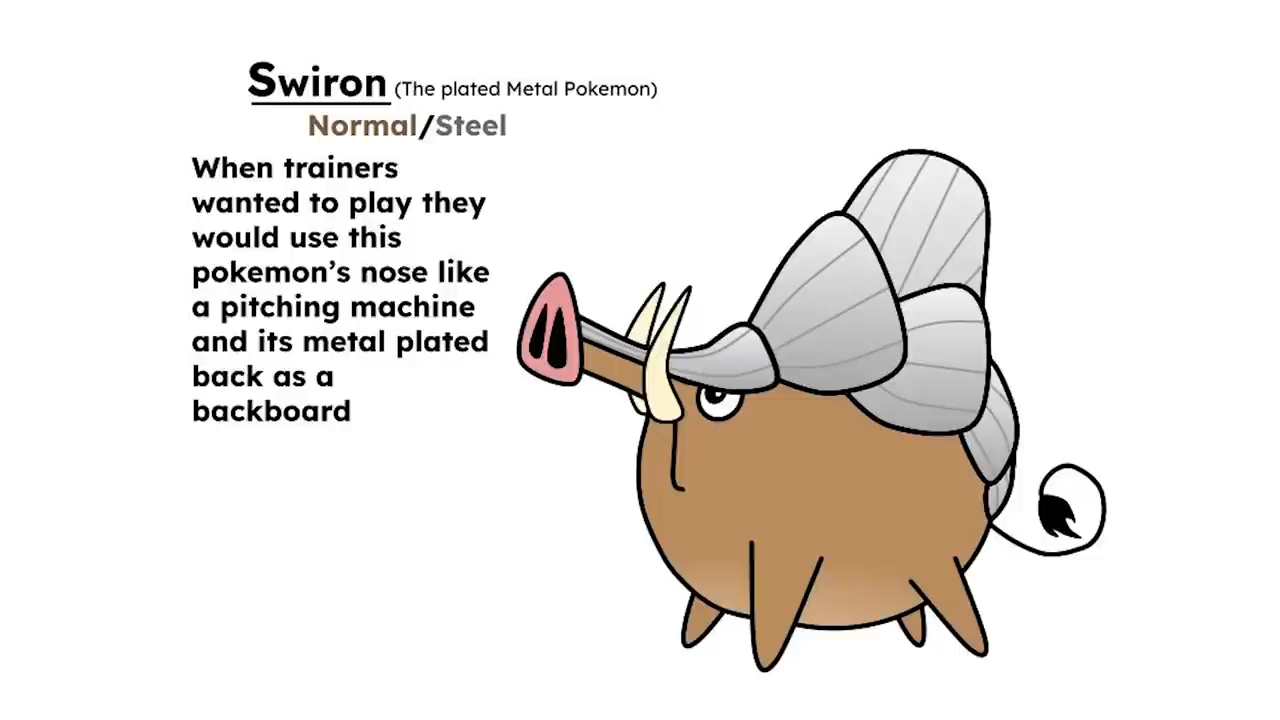 Swiron (The plated Metal Pokemon)
Normal/Steel
When trainers
wanted to play they
would use this
pokemon’s nose like
a pitching machine
and its metal plated
back as a
backboard